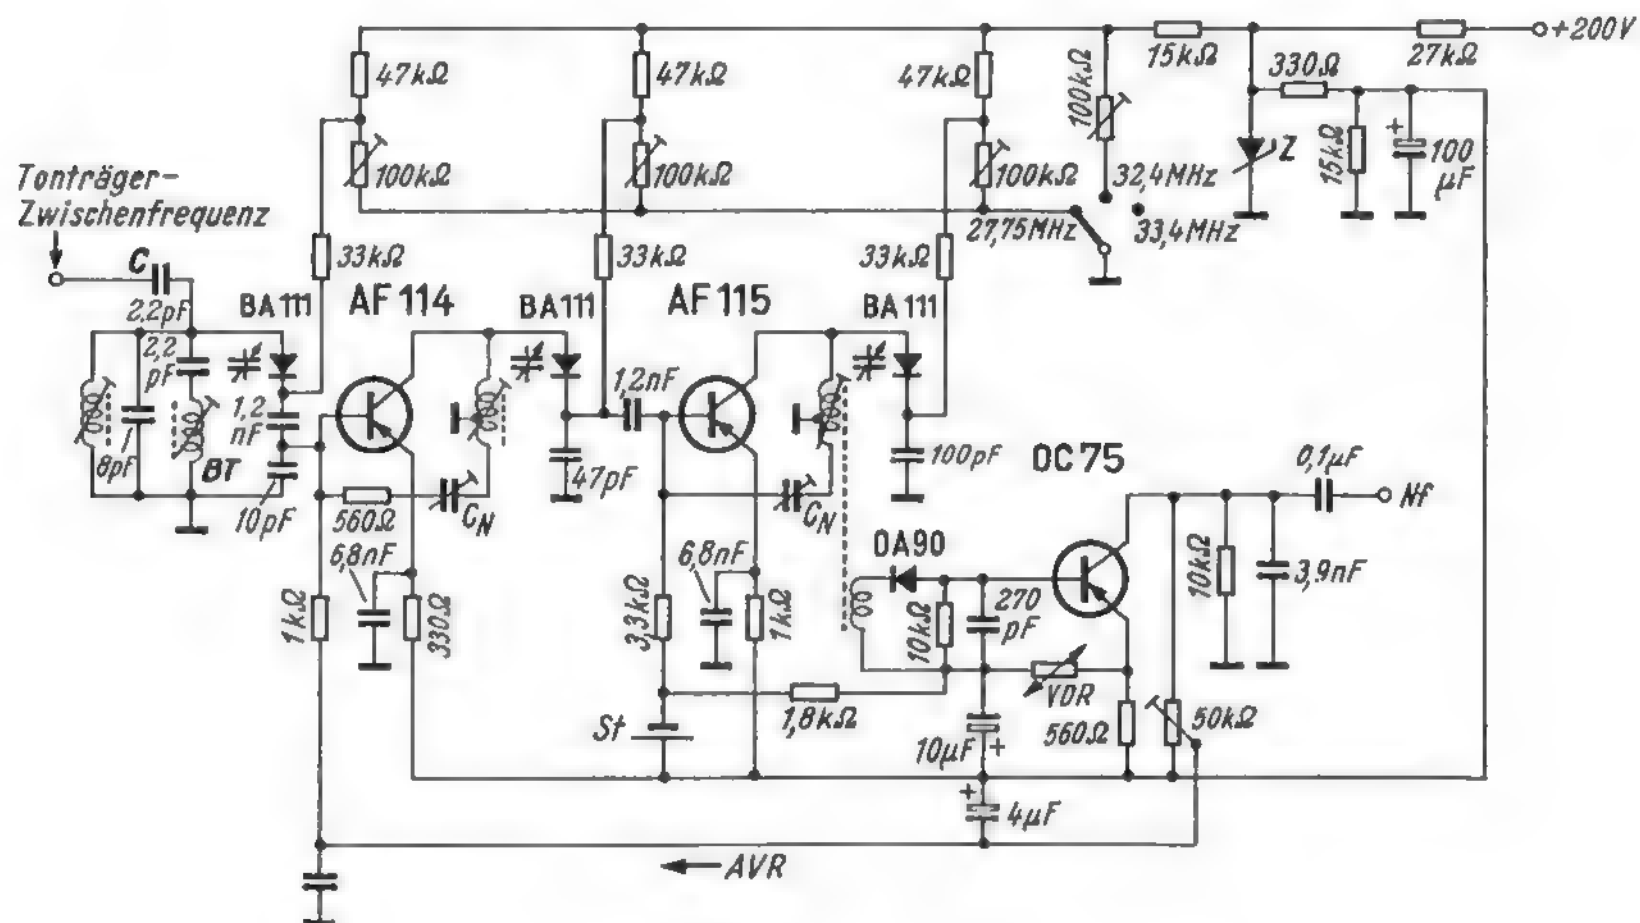 +200V
15kΩ
27kΩ
47kΩ
47kΩ
47kΩ
100kΩ
330Ω
Z
15kΩ
+
100
µF
Tonträger-
Zwischenfrequenz
100kΩ
100kΩ
100kΩ
32,4MHz
27,75MHz
33,4MHz
C
2,2pF
33kΩ
33kΩ
33kΩ
BA111
AF114
BA111
AF115
BA111
2,2
pF
8pF
BT
1,2
nF
10pF
1,2nF
560Ω
CN
47pF
CN
100pF
OC75
0,1µF
Nf
6,8nF
6,8nF
OA90
1kΩ
330Ω
3,3kΩ
1kΩ
10kΩ
270
pF
10kΩ
3,9nF
VDR
1,8kΩ
St
10µF
+
560Ω
50kΩ
+
4µF
AVR